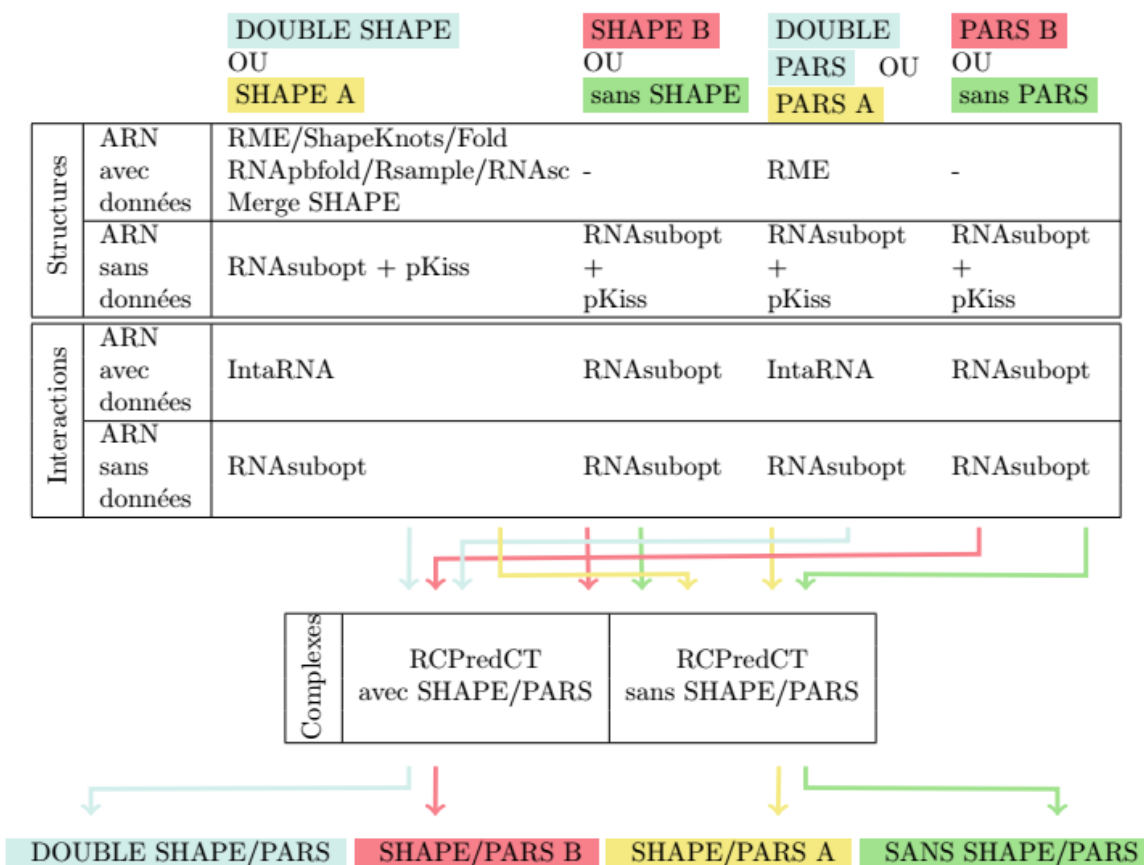 DOUBLE SHAPE
OU
SHAPE A
SHAPE B
OU
sans SHAPE
DOUBLE
PARS OU
PARS A
PARS B
OU
sans PARS
Structures
ARN
avec
données
RME/ShapeKnots/Fold
RNApbfold/Rsample/RNAsc
Merge SHAPE
-
RME
-
ARN
sans
données
RNAsubopt + pKiss
RNAsubopt
+
pKiss
RNAsubopt
+
pKiss
RNAsubopt
+
pKiss
Interactions
ARN
avec
données
IntaRNA
RNAsubopt
IntaRNA
RNAsubopt
ARN
sans
données
RNAsubopt
RNAsubopt
RNAsubopt
RNAsubopt
Complexes
RCPredCT
avec SHAPE/PARS
RCPredCT
sans SHAPE/PARS
DOUBLE SHAPE/PARS
SHAPE/PARS B
SHAPE/PARS A
SANS SHAPE/PARS